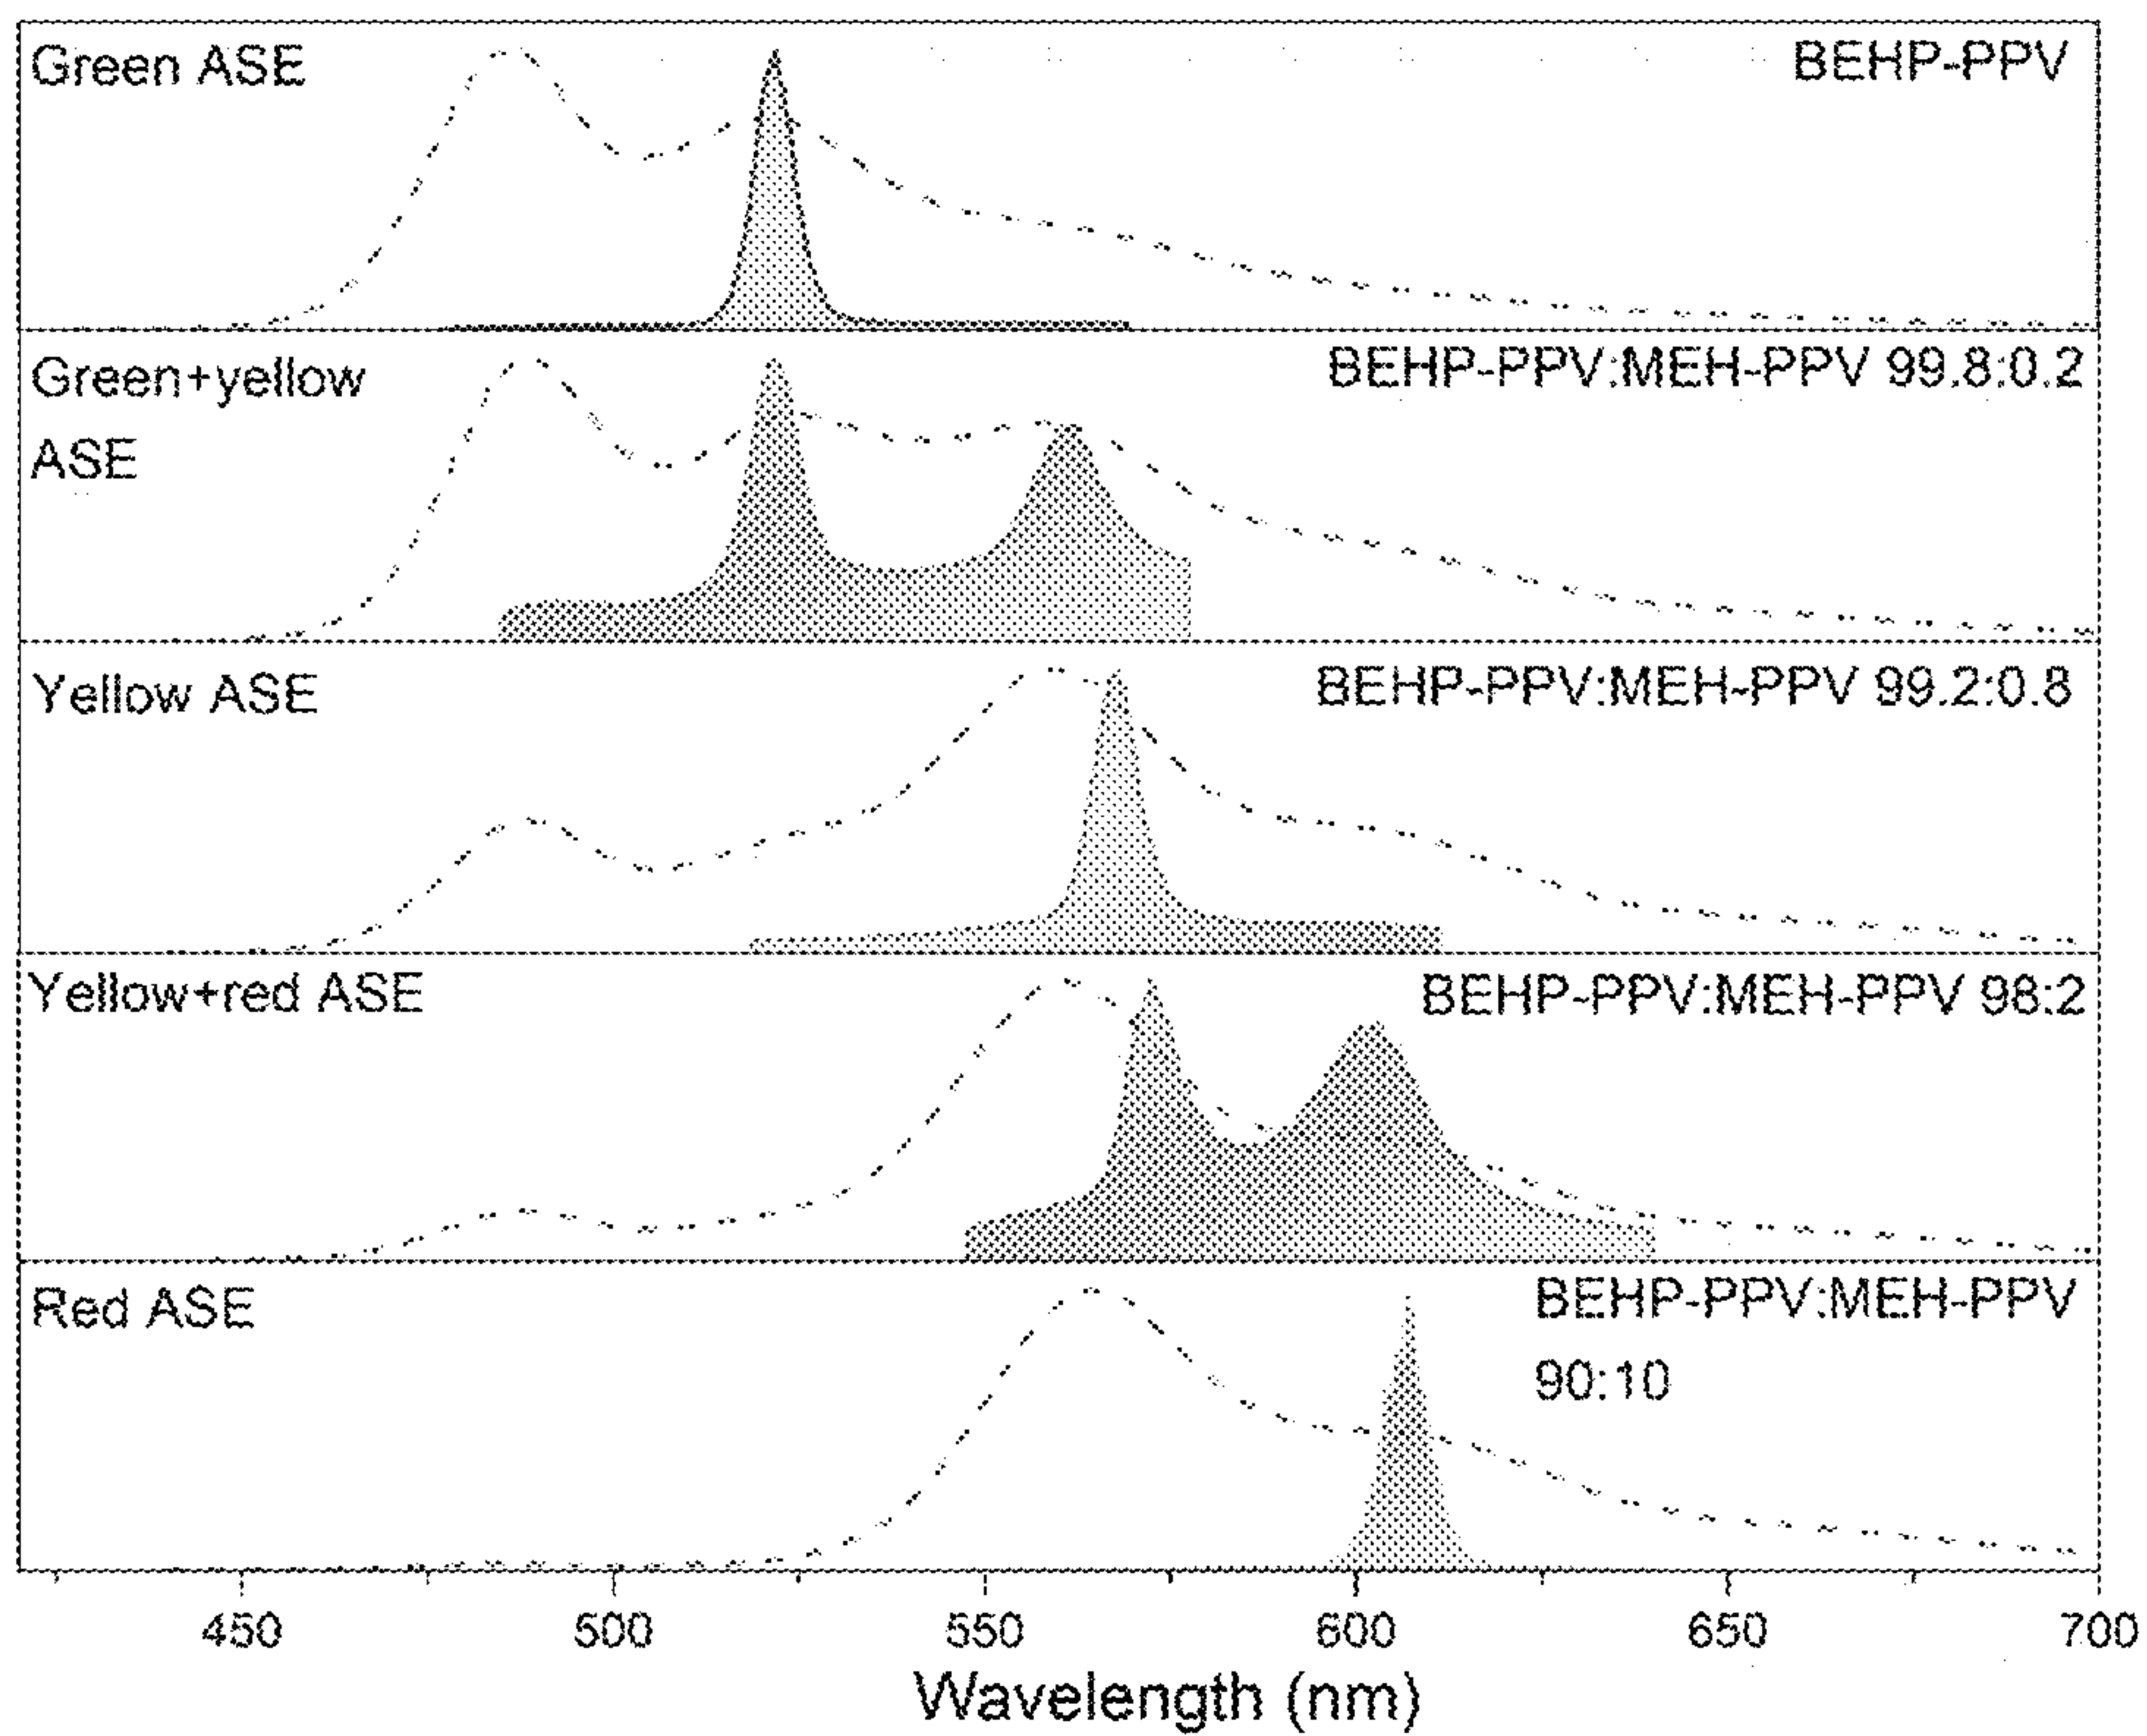 Green ASE
BEHP-PPV
Green+yellow
ASE
BEHP-PPV:MEH-PPV 99.8:0.2
Yellow ASE
BEHP-PPV:MEH-PPV 99.2:0.8
Yellow+red ASE
BEHP-PPV:MEH-PPV 98:2
Red ASE
BEHP-PPV:MEH-PPV
90:10
450 500 550 600 650 700
Wavelength (nm)